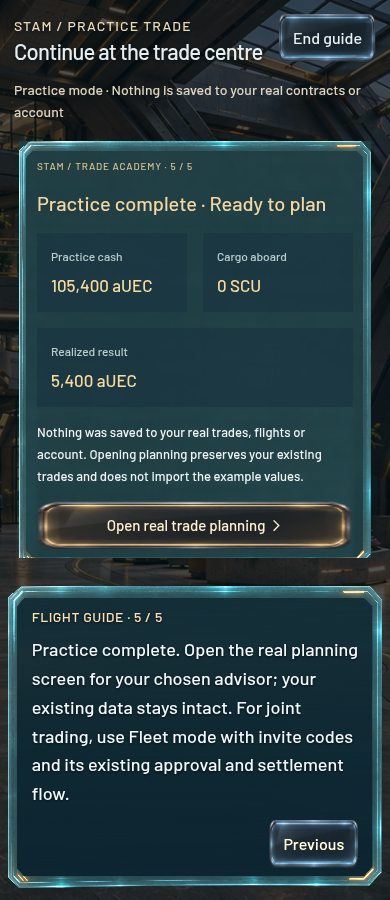 STAM / PRACTICE TRADE
Continue at the trade centre
End guide
Practice mode · Nothing is saved to your real contracts or
account
STAM / TRADE ACADEMY · 5 / 5
Practice complete · Ready to plan
Practice cash
105,400 aUEC
Cargo aboard
0 SCU
Realized result
5,400 aUEC
Nothing was saved to your real trades, flights or
account. Opening planning preserves your existing
trades and does not import the example values.
Open real trade planning >
FLIGHT GUIDE · 5 / 5
Practice complete. Open the real planning
screen for your chosen advisor; your
existing data stays intact. For joint
trading, use Fleet mode with invite codes
and its existing approval and settlement
flow.
Previous